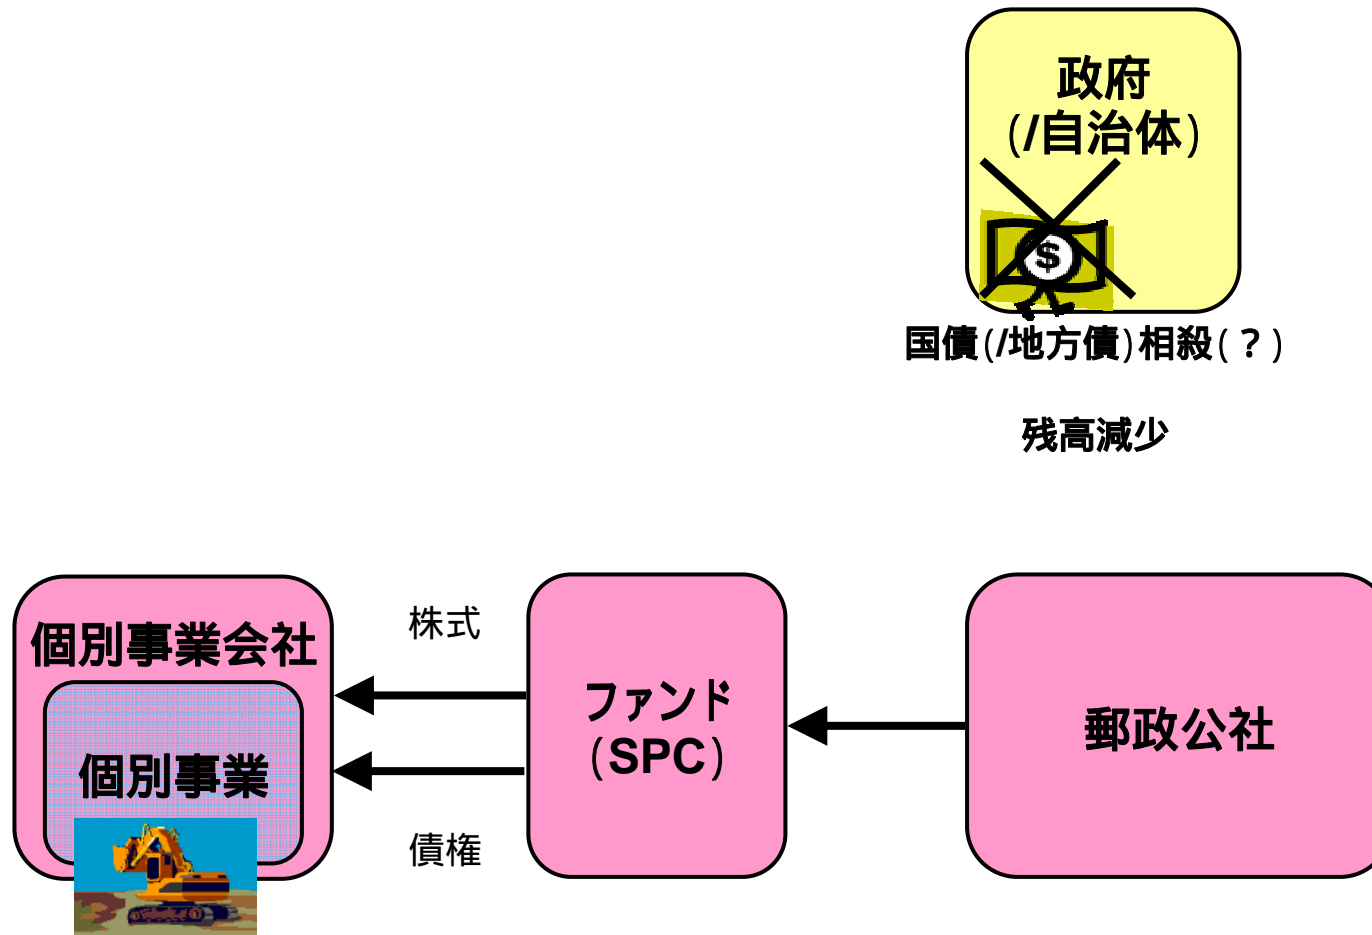 政府
(/自治体)
$
国債(/地方債)相殺(？)
残高減少
個別事業会社
個別事業
株式
債権
ファンド
(SPC)
郵政公社